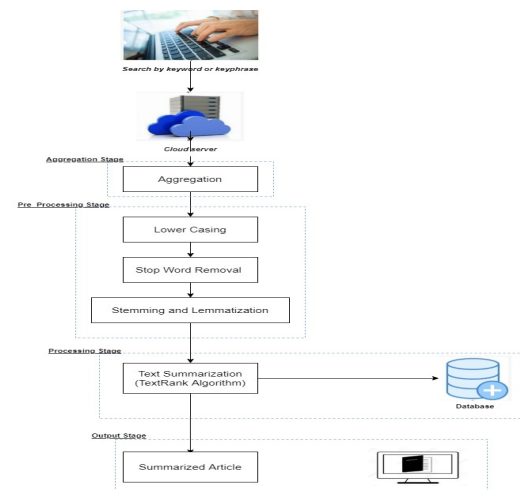 Search by keyword or keyphrase
Cloud server
Aggregation Stage
Aggregation
Pre Processing Stage
Lower Casing
Stop Word Removal
Stemming and Lemmatization
Processing Stage
Text Summarization
(TextRank Algorithm)
Database
Output Stage
Summarized Article